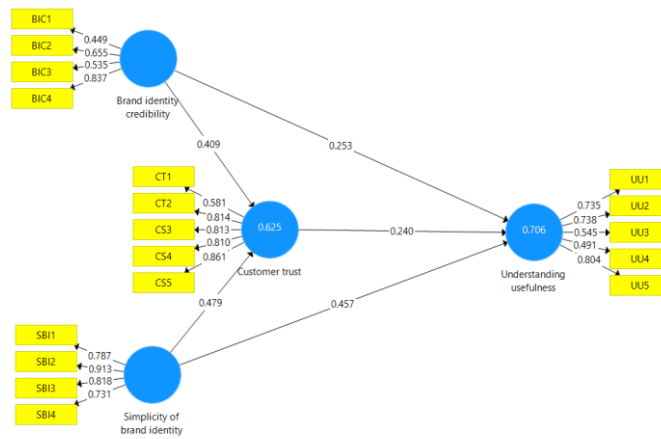 BIC1
BIC2
BIC3
BIC4
0.449
0.655
0.535
0.837
Brand identity
credibility
0.409
0.253
CT1
CT2
CS3
CS4
CS5
0.581
0.814
0.813
0.810
0.861
0.625
Customer trust
0.240
0.706
Understanding
usefulness
0.735
0.738
0.545
0.491
0.804
UU1
UU2
UU3
UU4
UU5
0.479
0.457
SBI1
SBI2
SBI3
SBI4
0.787
0.913
0.818
0.731
Simplicity of
brand identity